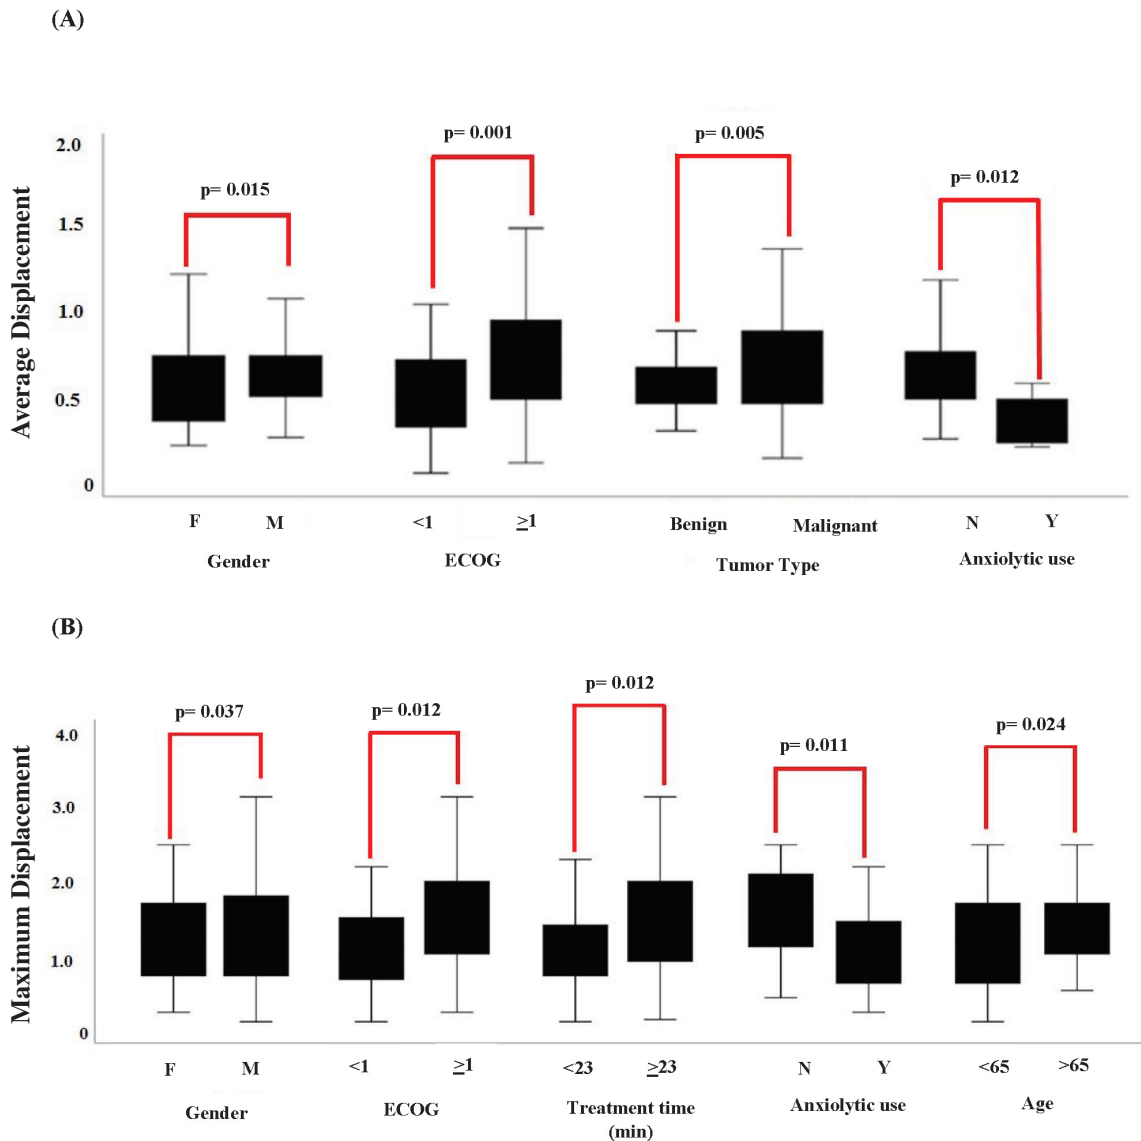 (A)
Average Displacement
2.0
1.5
1.0
0.5
0
p= 0.015
p= 0.001
p= 0.005
p= 0.012
F M <1 ≥1 Benign Malignant N Y
Gender ECOG Tumor Type Anxiolytic use
(B)
Maximum Displacement
4.0
3.0
2.0
1.0
0
p= 0.037
p= 0.012
p= 0.012
p= 0.011
p= 0.024
F M <1 ≥1 <23 ≥23 N Y <65 >65
Gender ECOG Treatment time Anxiolytic use Age
(min)